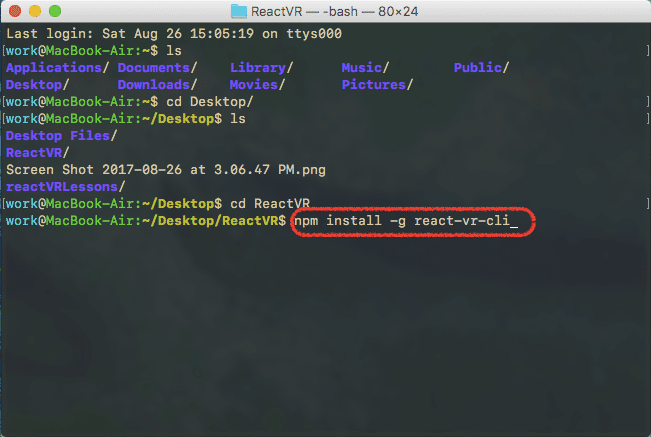 ReactVR — -bash — 80×24
Last login: Sat Aug 26 15:05:19 on ttys000
[work@MacBook-Air:~$ ls ]
Applications/ Documents/ Library/ Music/ Public/
Desktop/ Downloads/ Movies/ Pictures/
[work@MacBook-Air:~$ cd Desktop/ ]
[work@MacBook-Air:~/Desktop$ ls ]
Desktop Files/
ReactVR/
Screen Shot 2017-08-26 at 3.06.47 PM.png
reactVRLessons/
[work@MacBook-Air:~/Desktop$ cd ReactVR ]
work@MacBook-Air:~/Desktop/ReactVR$ npm install -g react-vr-cli_